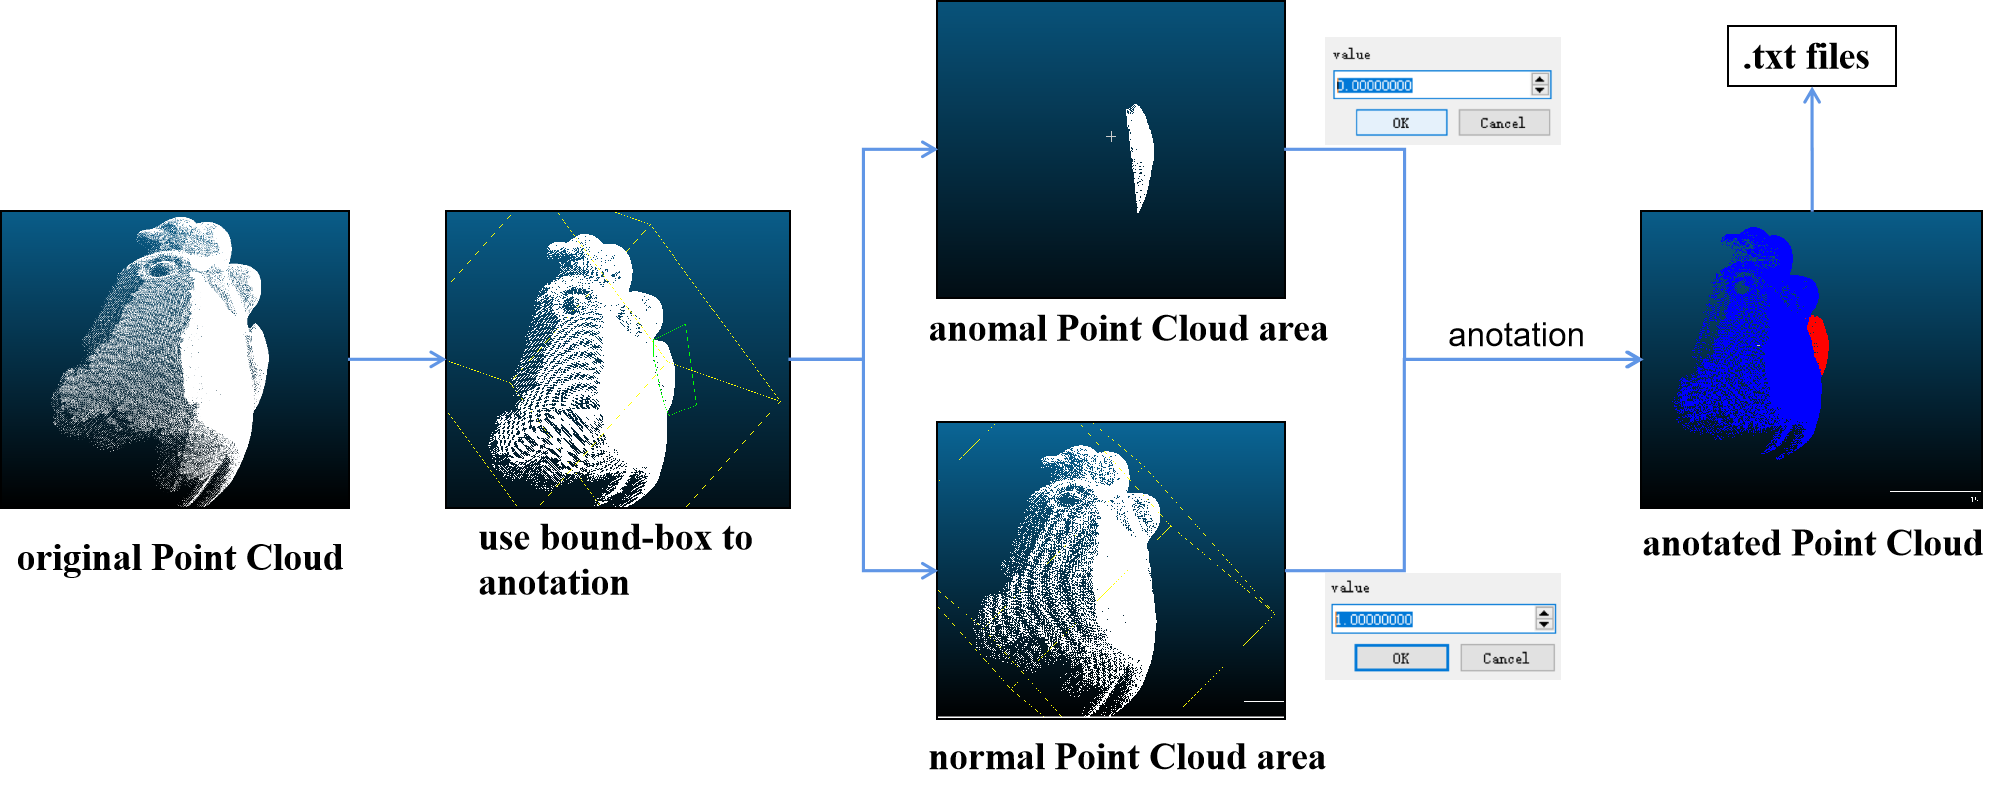 original Point Cloud
use bound-box to
anotation
anomal Point Cloud area
normal Point Cloud area
value
0.00000000
OK
Cancel
value
1.00000000
OK
Cancel
anotation
.txt files
15
anotated Point Cloud